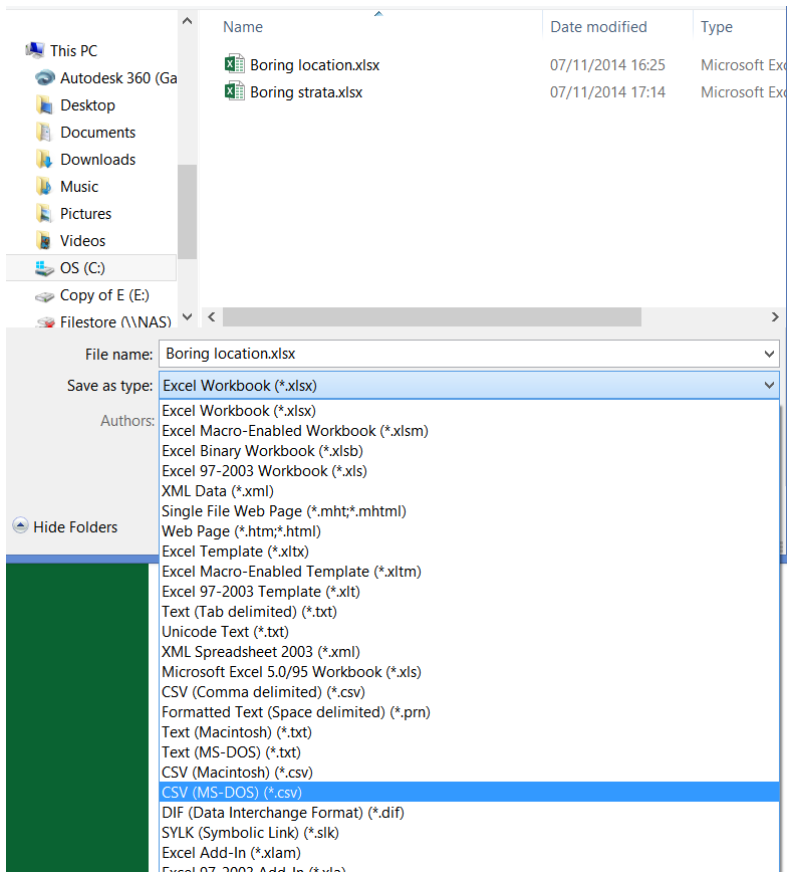 Name Date modified Type
This PC
Autodesk 360 (Ga
Boring location.xlsx 07/11/2014 16:25 Microsoft Exc
Desktop
Boring strata.xlsx 07/11/2014 17:14 Microsoft Exc
Documents
Downloads
Music
Pictures
Videos
OS (C:)
Copy of E (E:)
Filestore (\\NAS)
File name: Boring location.xlsx
Save as type: Excel Workbook (*.xlsx)
Authors:
Excel Workbook (*.xlsx)
Excel Macro-Enabled Workbook (*.xlsm)
Excel Binary Workbook (*.xlsb)
Excel 97-2003 Workbook (*.xls)
XML Data (*.xml)
Single File Web Page (*.mht;*.mhtml)
Hide Folders
Web Page (*.htm;*.html)
Excel Template (*.xltx)
Excel Macro-Enabled Template (*.xltm)
Excel 97-2003 Template (*.xlt)
Text (Tab delimited) (*.txt)
Unicode Text (*.txt)
XML Spreadsheet 2003 (*.xml)
Microsoft Excel 5.0/95 Workbook (*.xls)
CSV (Comma delimited) (*.csv)
Formatted Text (Space delimited) (*.prn)
Text (Macintosh) (*.txt)
Text (MS-DOS) (*.txt)
CSV (Macintosh) (*.csv)
CSV (MS-DOS) (*.csv)
DIF (Data Interchange Format) (*.dif)
SYLK (Symbolic Link) (*.slk)
Excel Add-In (*.xlam)
Excel 97-2003 Add-In (*.xla)